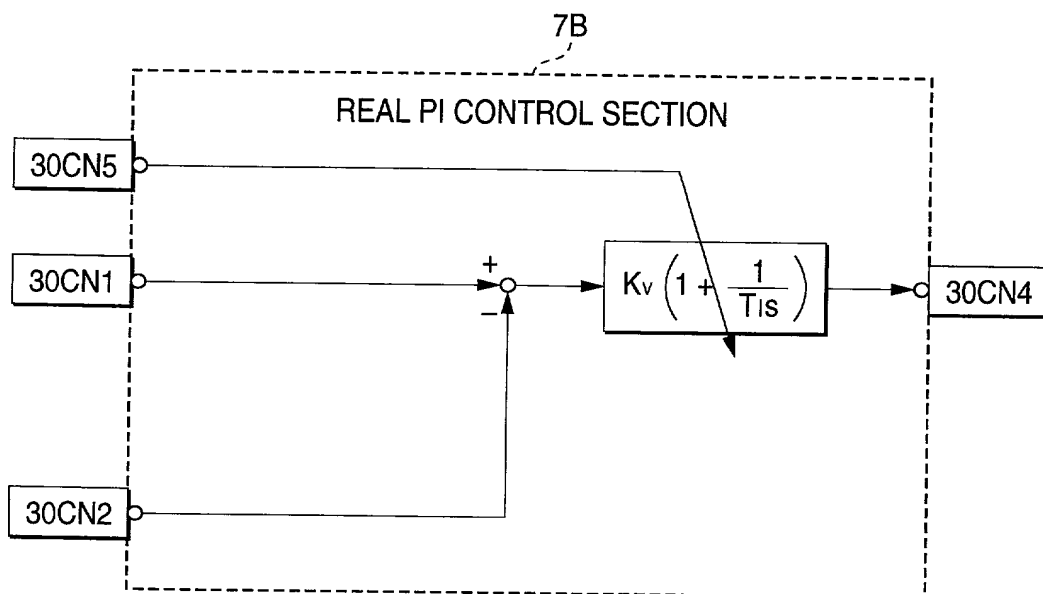 7B
REAL PI CONTROL SECTION
30CN5
30CN1
+
−
Kv (1 + 1/TIs)
30CN4
30CN2